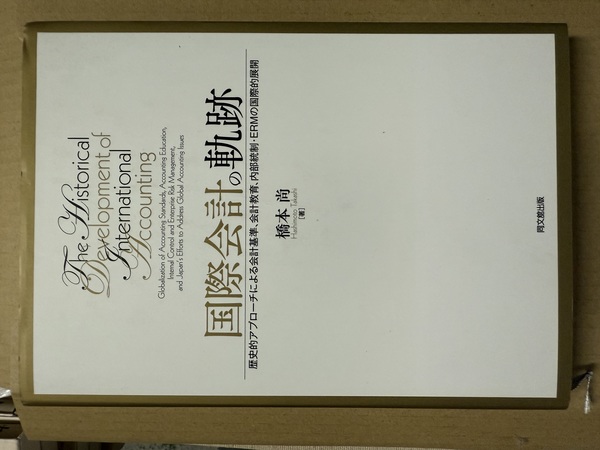 The Historical
Development of
International
Accounting
Globalization of Accounting Standards, Accounting Education,
Internal Control and Enterprise Risk Management,
and Japan's Efforts to Address Global Accounting Issues
国際会計の軌跡
歴史的アプローチによる会計基準、会計教育、内部統制・ERMの国際的展開
橋本 尚
Hashimoto Takashi
[著]
同文舘出版